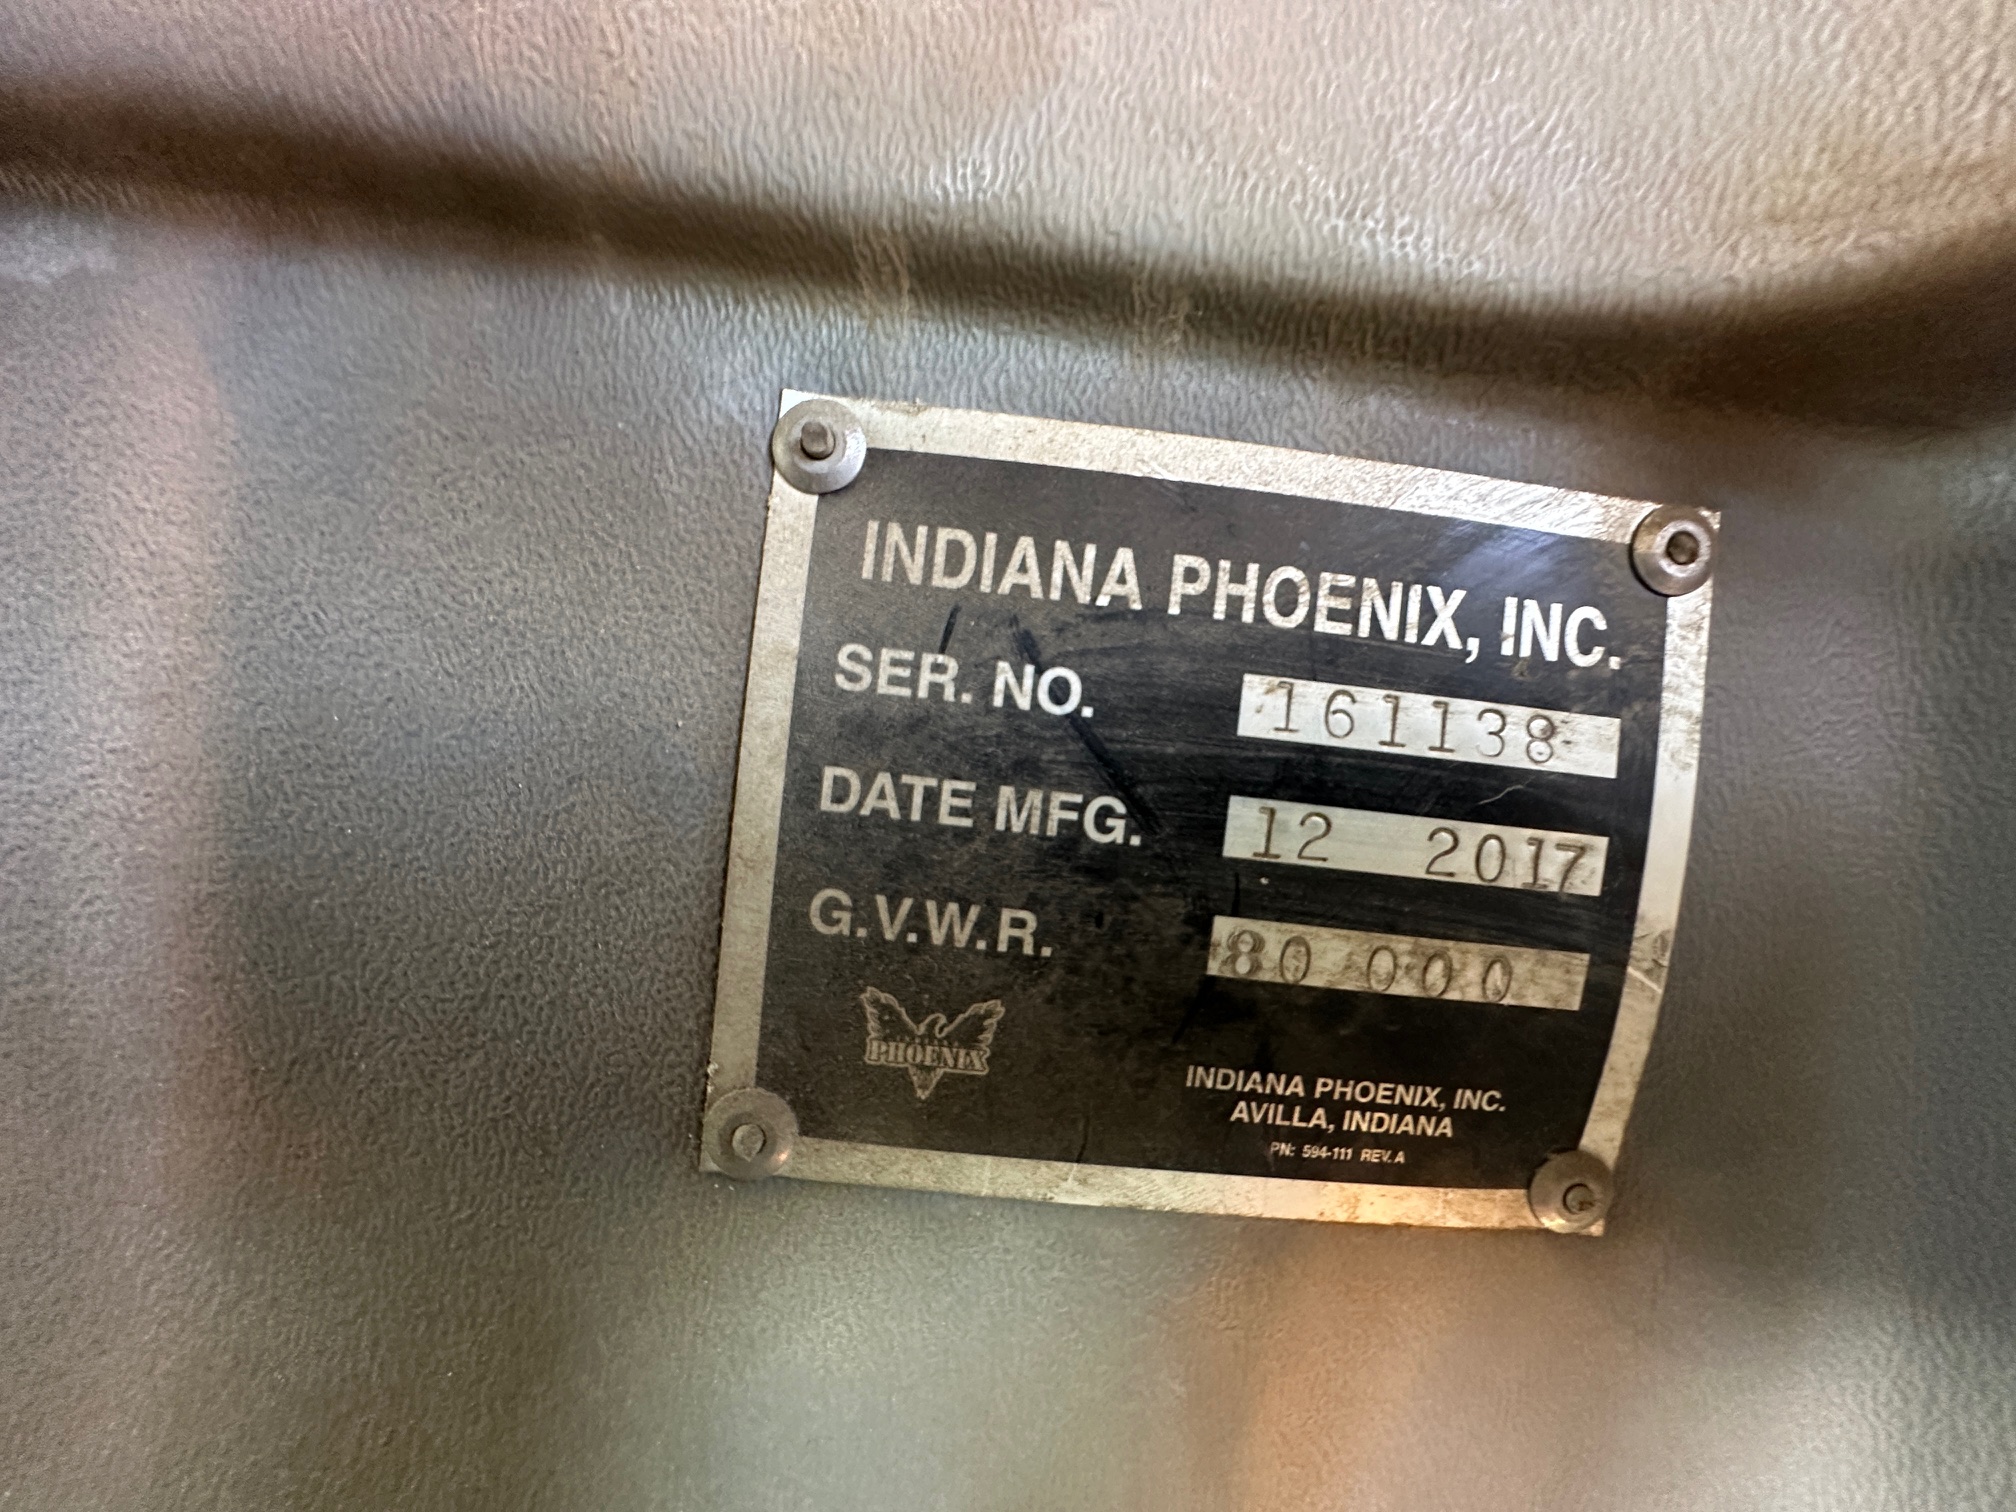 INDIANA PHOENIX, INC.
SER. NO. 161138
DATE MFG. 12 2017
G.V.W.R. 80 000
PHOENIX
INDIANA PHOENIX, INC.
AVILLA, INDIANA
PN: 594-111 REV. A